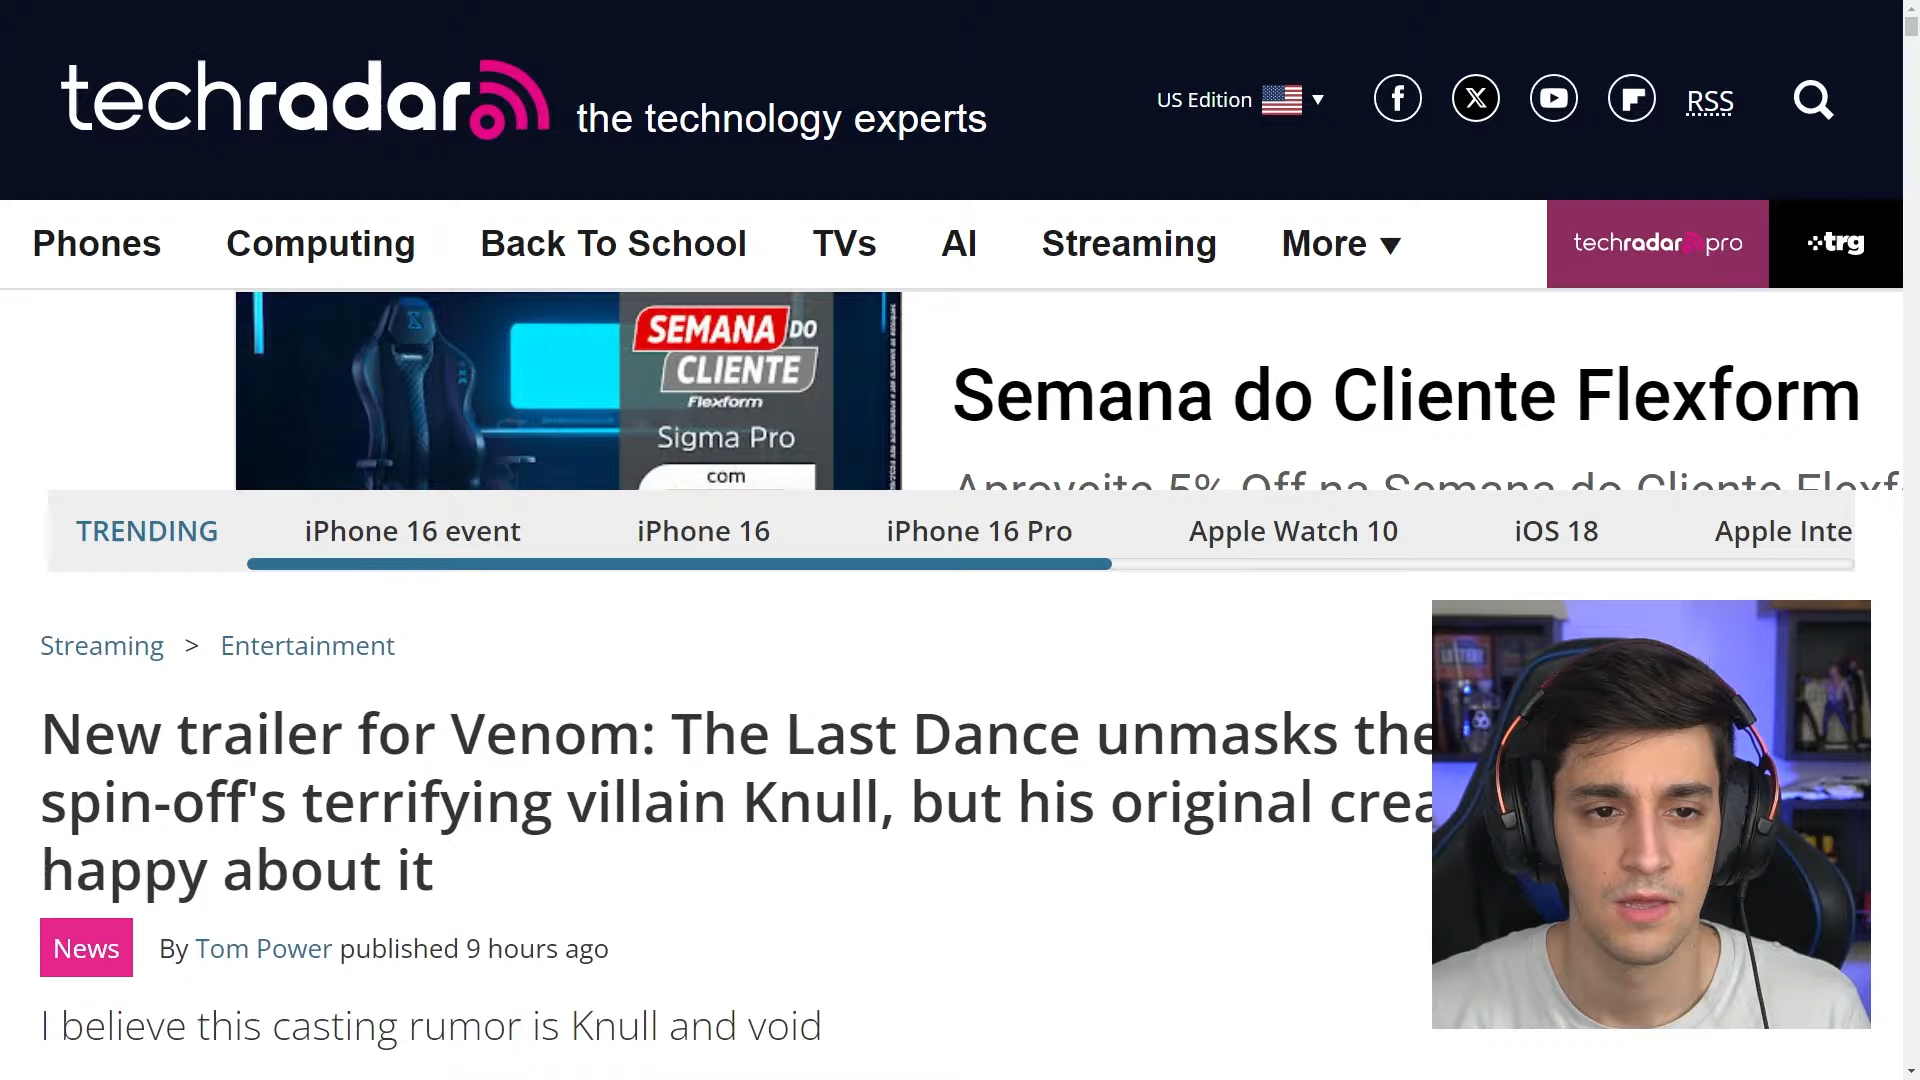 techradar the technology experts
US Edition
RSS
Phones Computing Back To School TVs AI Streaming More
techradar pro
trg
SEMANA DO
CLIENTE
Flexform
Sigma Pro
com
Semana do Cliente Flexform
Aproveite 5% Off na Semana do Cliente Flexf
TRENDING iPhone 16 event iPhone 16 iPhone 16 Pro Apple Watch 10 iOS 18 Apple Inte
Streaming > Entertainment
New trailer for Venom: The Last Dance unmasks the
spin-off's terrifying villain Knull, but his original crea
happy about it
News By Tom Power published 9 hours ago
I believe this casting rumor is Knull and void